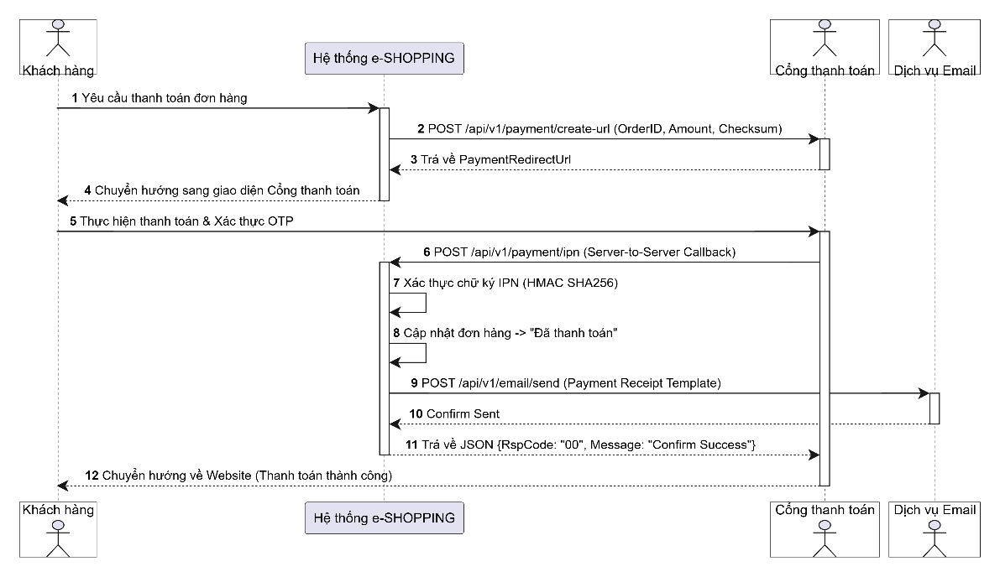 Khách hàng
Hệ thống e-SHOPPING
Cổng thanh toán
Dịch vụ Email
1 Yêu cầu thanh toán đơn hàng
2 POST /api/v1/payment/create-url (OrderID, Amount, Checksum)
3 Trả về PaymentRedirectUrl
4 Chuyển hướng sang giao diện Cổng thanh toán
5 Thực hiện thanh toán & Xác thực OTP
6 POST /api/v1/payment/ipn (Server-to-Server Callback)
7 Xác thực chữ ký IPN (HMAC SHA256)
8 Cập nhật đơn hàng -> "Đã thanh toán"
9 POST /api/v1/email/send (Payment Receipt Template)
10 Confirm Sent
11 Trả về JSON {RspCode: "00", Message: "Confirm Success"}
12 Chuyển hướng về Website (Thanh toán thành công)
Khách hàng
Hệ thống e-SHOPPING
Cổng thanh toán
Dịch vụ Email